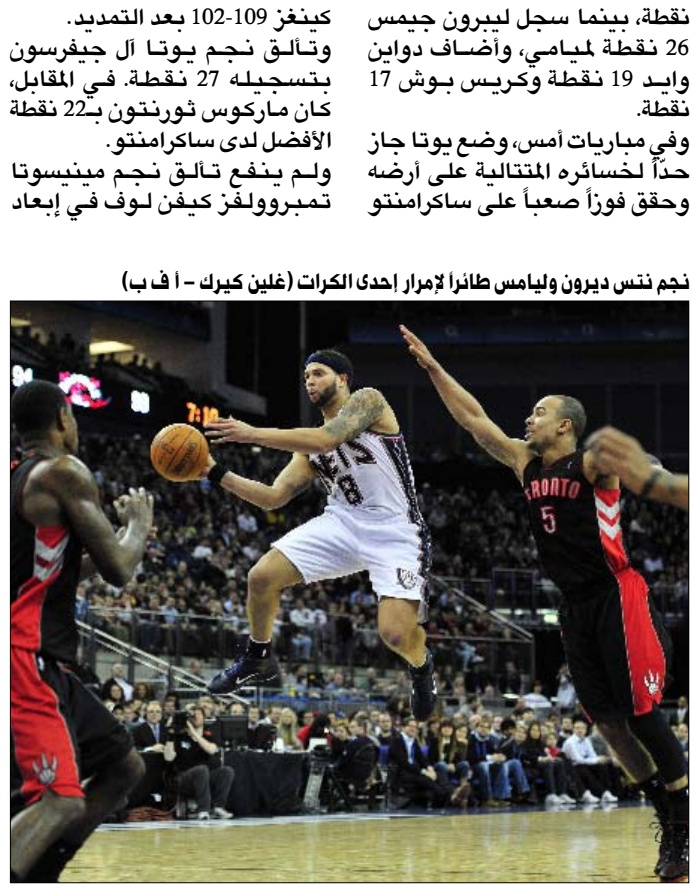 نقطة، بينما سجل ليبرون جيمس
26 نقطة لميامي، وأضاف دواين
وايد 19 نقطة وكريس بوش 17
نقطة.
وفي مباريات أمس، وضع يوتا جاز
حدّاً لخسائره المتتالية على أرضه
وحقق فوزاً صعباً على ساكرامنتو
كينغز 109-102 بعد التمديد.
وتألق نجم يوتا آل جيفرسون
بتسجيله 27 نقطة. في المقابل،
كان ماركوس ثورنتون بـ22 نقطة
الأفضل لدى ساكرامنتو.
ولم ينفع تألق نجم مينيسوتا
تمبروولفز كيفن لوف في إبعاد
نجم نتس ديرون وليامس طائراً لإمرار إحدى الكرات (غلين كيرك – أ ف ب)
7:10
NETS
8
TORONTO
5